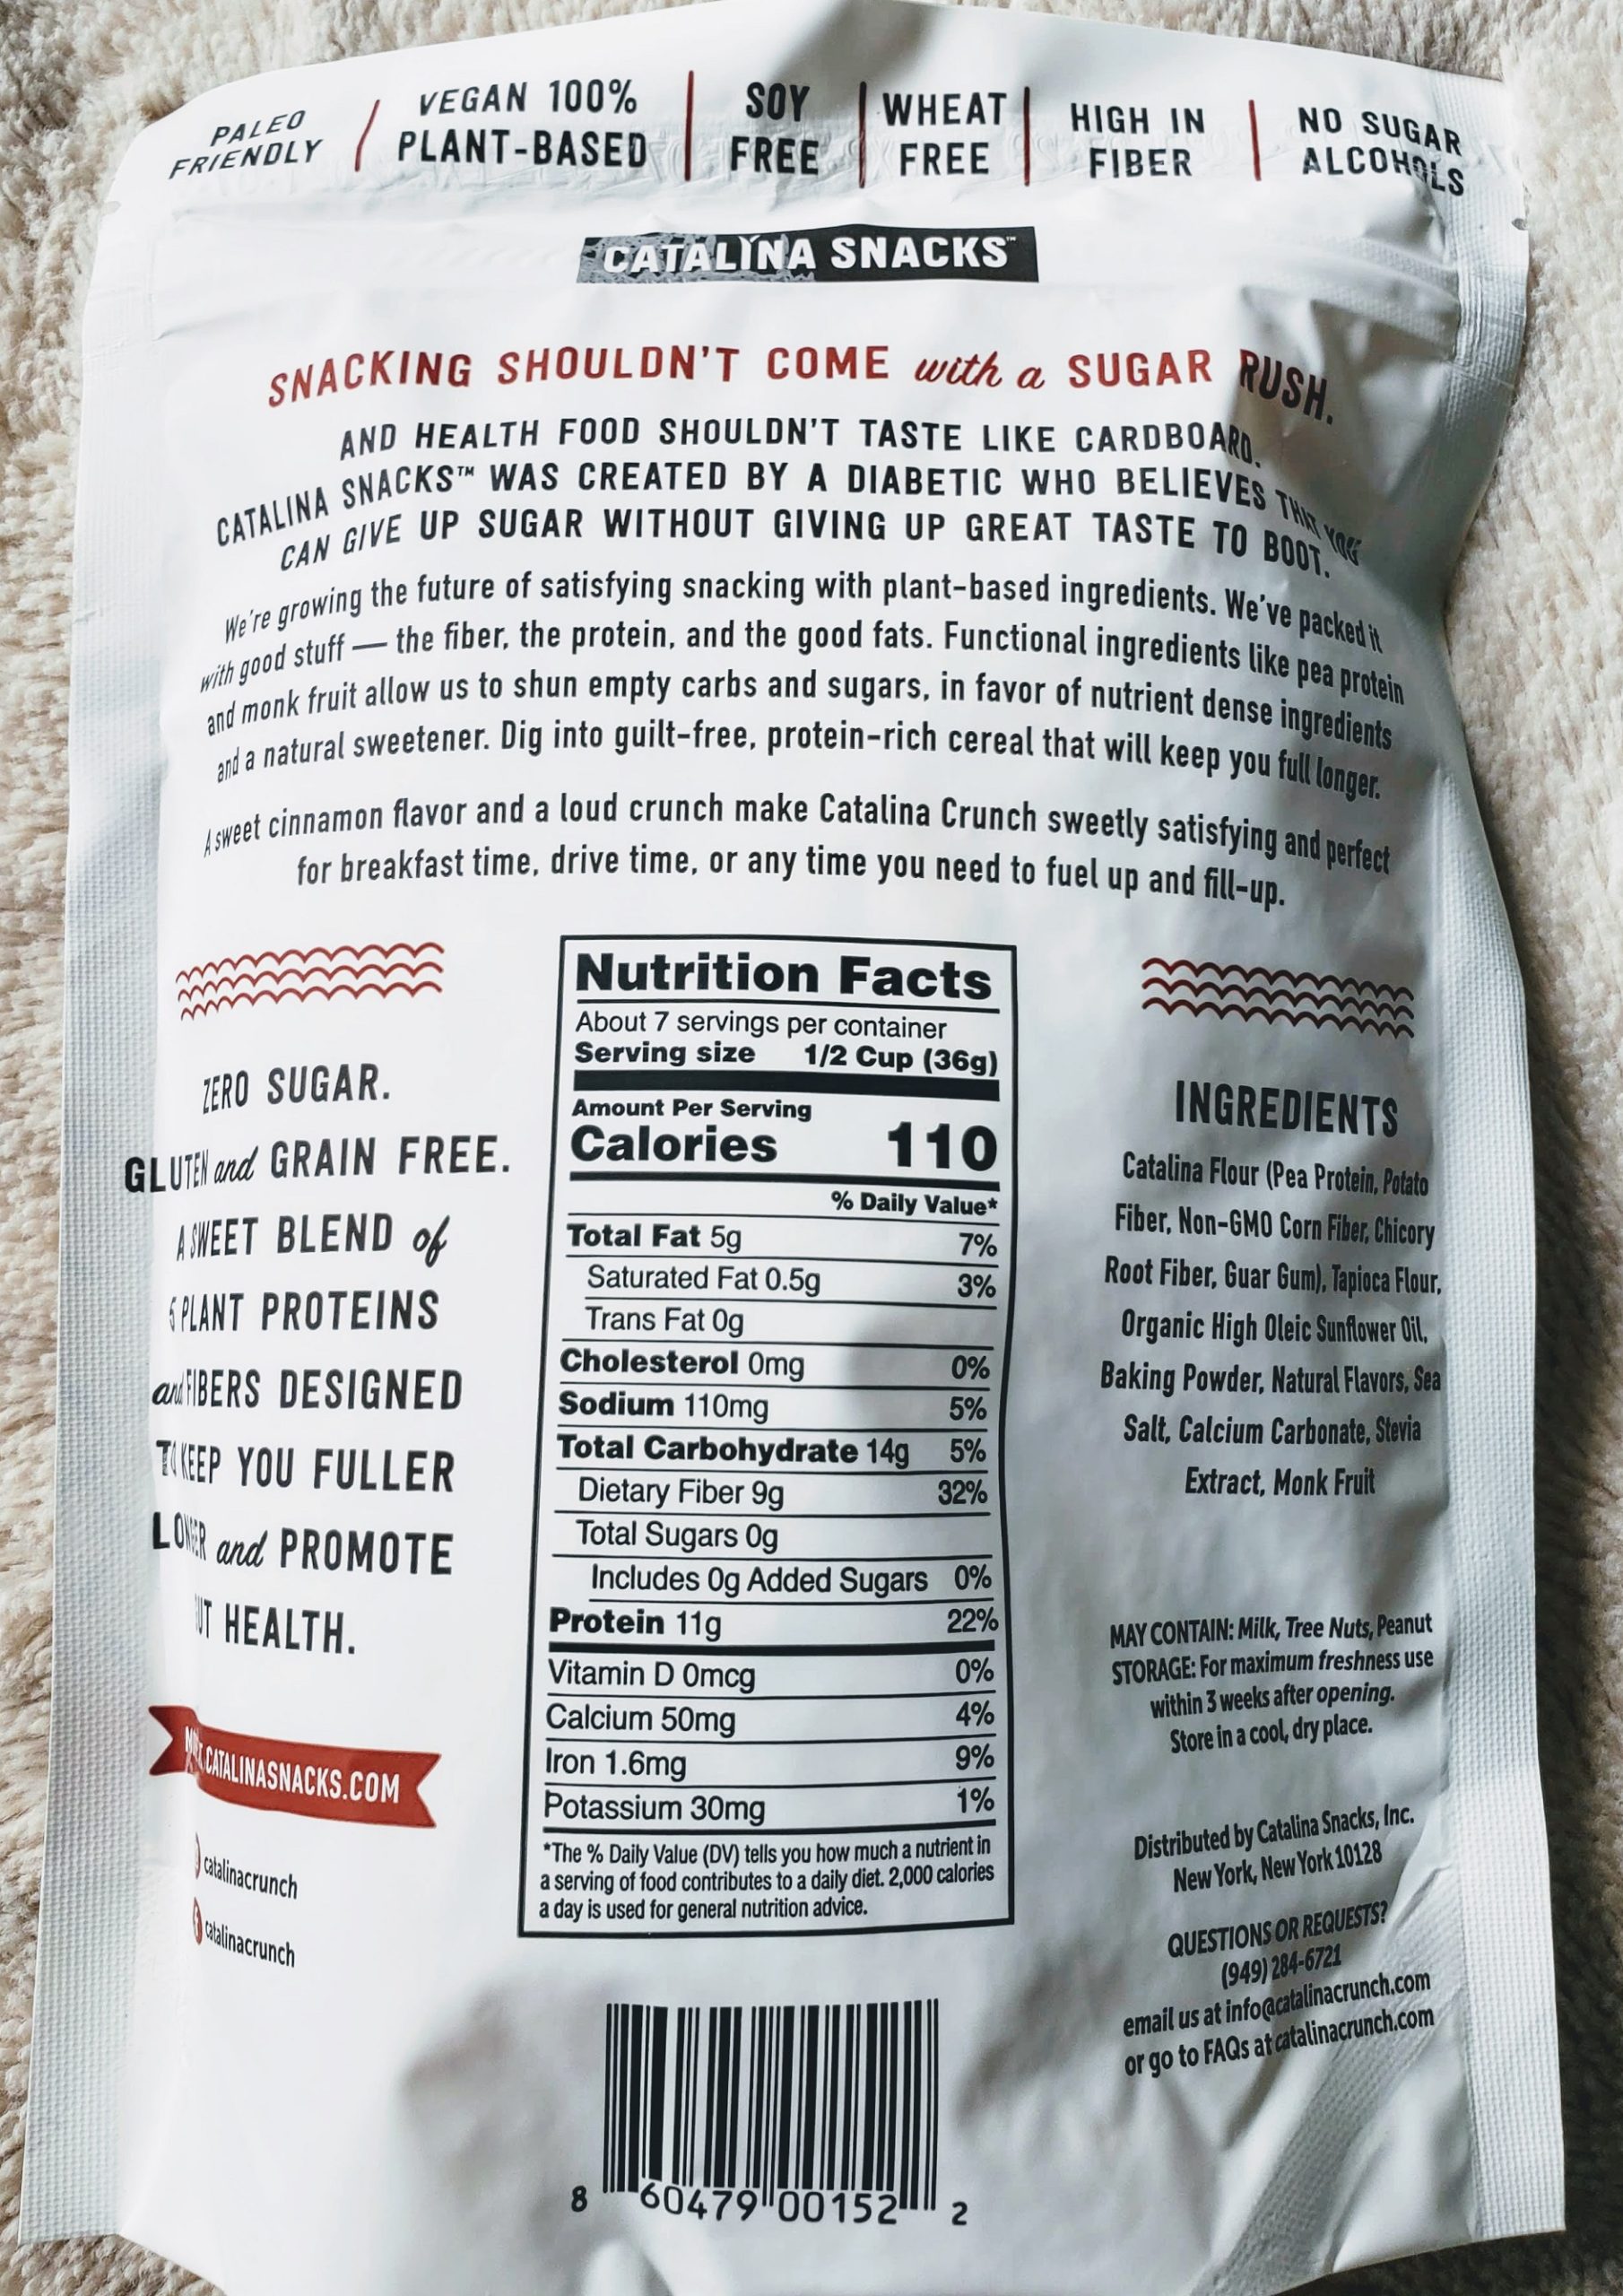 PALEO FRIENDLY
VEGAN 100% PLANT-BASED
SOY FREE
WHEAT FREE
HIGH IN FIBER
NO SUGAR ALCOHOLS
CATALINA SNACKS™
SNACKING SHOULDN'T COME with a SUGAR RUSH.
AND HEALTH FOOD SHOULDN'T TASTE LIKE CARDBOARD.
CATALINA SNACKS™ WAS CREATED BY A DIABETIC WHO BELIEVES THAT YOU
CAN GIVE UP SUGAR WITHOUT GIVING UP GREAT TASTE TO BOOT.
We're growing the future of satisfying snacking with plant-based ingredients. We've packed it
with good stuff — the fiber, the protein, and the good fats. Functional ingredients like pea protein
and monk fruit allow us to shun empty carbs and sugars, in favor of nutrient dense ingredients
and a natural sweetener. Dig into guilt-free, protein-rich cereal that will keep you full longer.
A sweet cinnamon flavor and a loud crunch make Catalina Crunch sweetly satisfying and perfect
for breakfast time, drive time, or any time you need to fuel up and fill-up.
ZERO SUGAR.
GLUTEN and GRAIN FREE.
A SWEET BLEND of
5 PLANT PROTEINS
and FIBERS DESIGNED
TO KEEP YOU FULLER
LONGER and PROMOTE
GUT HEALTH.
CATALINASNACKS.COM
catalinacrunch
catalinacrunch
Nutrition Facts
About 7 servings per container
Serving size 1/2 Cup (36g)
Amount Per Serving
Calories 110
% Daily Value*
Total Fat 5g 7%
Saturated Fat 0.5g 3%
Trans Fat 0g
Cholesterol 0mg 0%
Sodium 110mg 5%
Total Carbohydrate 14g 5%
Dietary Fiber 9g 32%
Total Sugars 0g
Includes 0g Added Sugars 0%
Protein 11g 22%
Vitamin D 0mcg 0%
Calcium 50mg 4%
Iron 1.6mg 9%
Potassium 30mg 1%
*The % Daily Value (DV) tells you how much a nutrient in
a serving of food contributes to a daily diet. 2,000 calories
a day is used for general nutrition advice.
8 60479 00152 2
INGREDIENTS
Catalina Flour (Pea Protein, Potato
Fiber, Non-GMO Corn Fiber, Chicory
Root Fiber, Guar Gum), Tapioca Flour,
Organic High Oleic Sunflower Oil,
Baking Powder, Natural Flavors, Sea
Salt, Calcium Carbonate, Stevia
Extract, Monk Fruit
MAY CONTAIN: Milk, Tree Nuts, Peanut
STORAGE: For maximum freshness use
within 3 weeks after opening.
Store in a cool, dry place.
Distributed by Catalina Snacks, Inc.
New York, New York 10128
QUESTIONS OR REQUESTS?
(949) 284-6721
email us at info@catalinacrunch.com
or go to FAQs at catalinacrunch.com